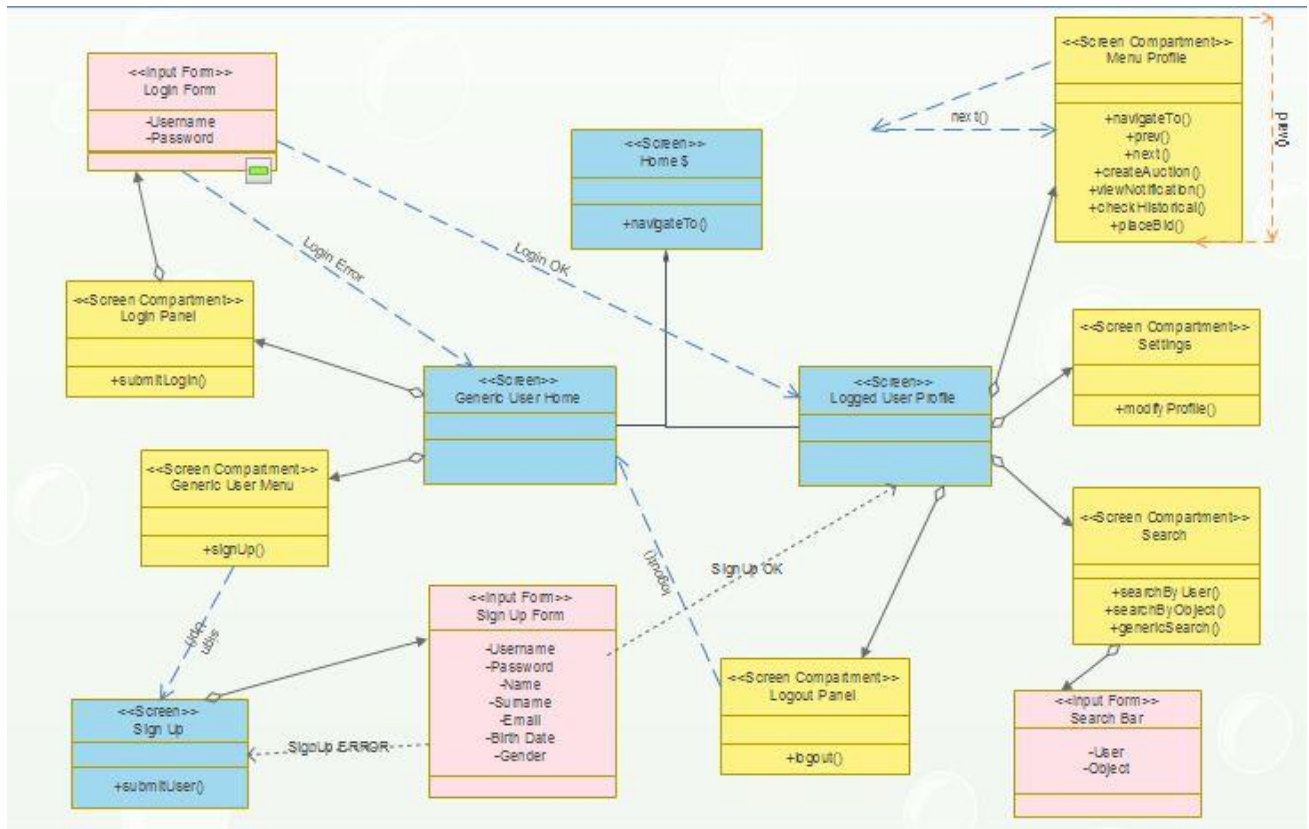 <<Input Form>>
Login Form
-Username
-Password
<<Screen>>
Home $
+navigateTo()
<<Screen Compartment>>
Menu Profile
+navigateTo()
+prev()
+next()
+createAuction()
+viewNotification()
+checkHistorical()
+placeBid()
next()
prev()
Login Error
Login OK
<<Screen Compartment>>
Login Panel
+submitLogin()
<<Screen>>
Generic User Home
<<Screen>>
Logged User Profile
<<Screen Compartment>>
Settings
+modifyProfile()
<<Screen Compartment>>
Generic User Menu
+signUp()
<<Screen Compartment>>
Search
+searchByUser()
+searchByObject()
+genericSearch()
sign
Up()
<<Input Form>>
Sign Up Form
-Username
-Password
-Name
-Surname
-Email
-Birth Date
-Gender
logout()
SignUp OK
<<Screen>>
Sign Up
+submitUser()
SignUp ERROR
<<Screen Compartment>>
Logout Panel
+logout()
<<Input Form>>
Search Bar
-User
-Object